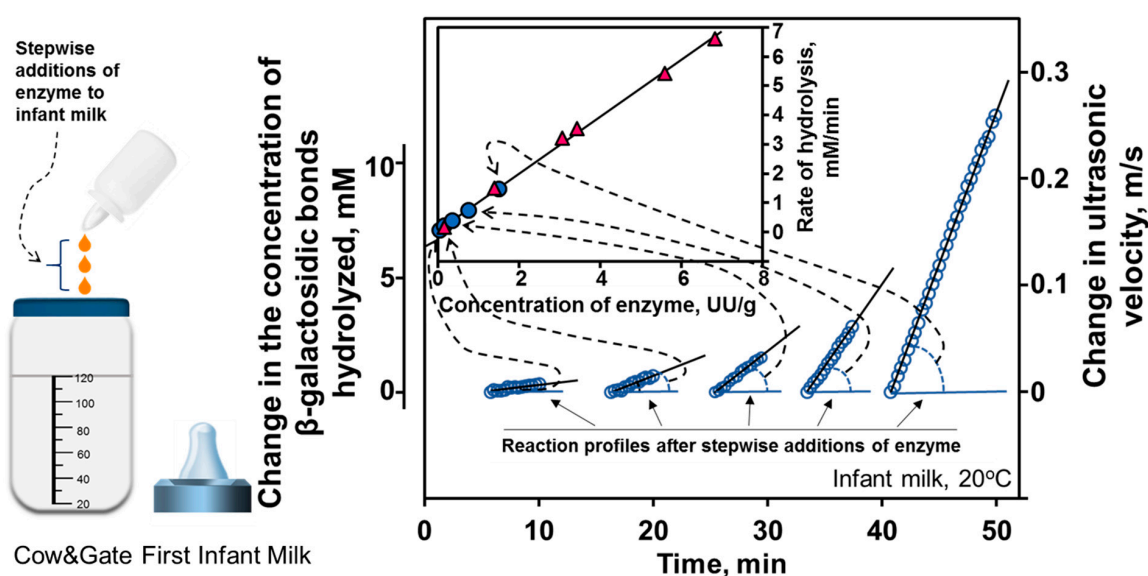 Stepwise
additions of
enzyme to
infant milk
120
100
80
60
40
20
Cow&Gate First Infant Milk
Change in the concentration of
β-galactosidic bonds
hydrolyzed, mM
10
5
0
7
6
5
4
3
2
1
0
Rate of hydrolysis,
mM/min
0 2 4 6 8
Concentration of enzyme, UU/g
0.3
0.2
0.1
0
Change in ultrasonic
velocity, m/s
Reaction profiles after stepwise additions of enzyme
Infant milk, 20°C
0 10 20 30 40 50
Time, min